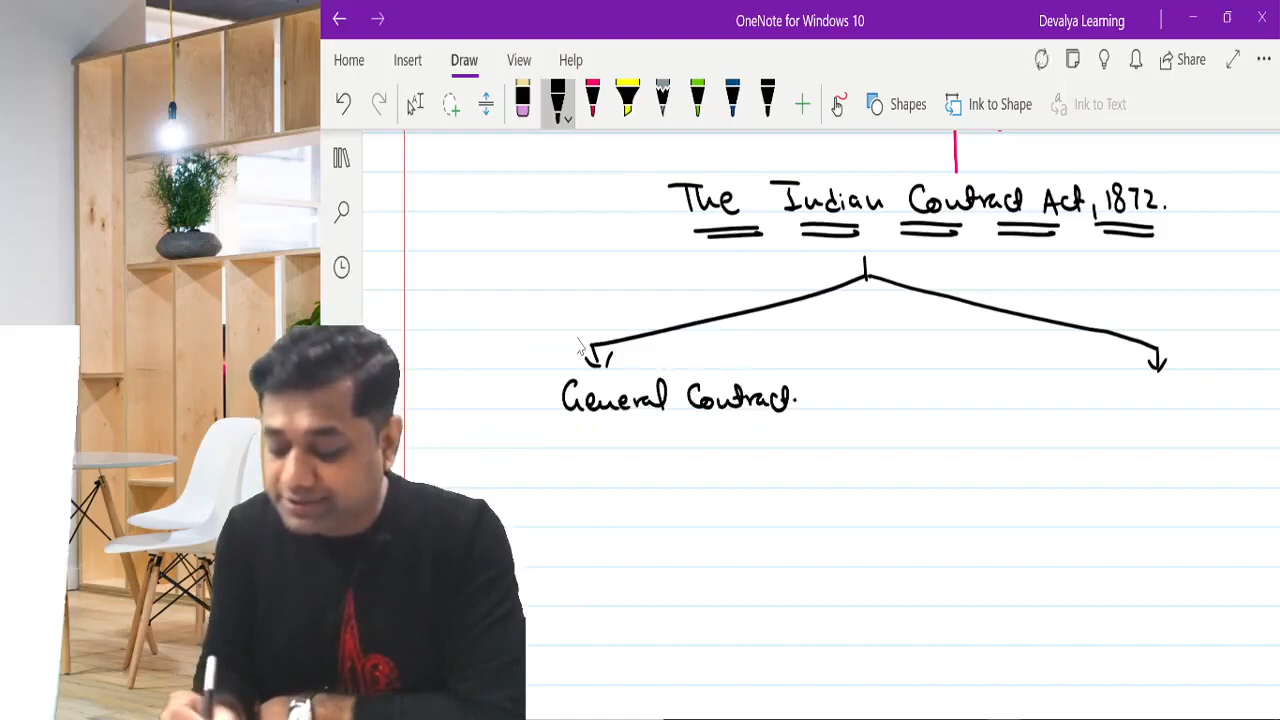 OneNote for Windows 10
Devalya Learning
Home Insert Draw View Help
Share
Shapes
Ink to Shape
Ink to Text
The Indian Contract Act, 1872.
General Contract.